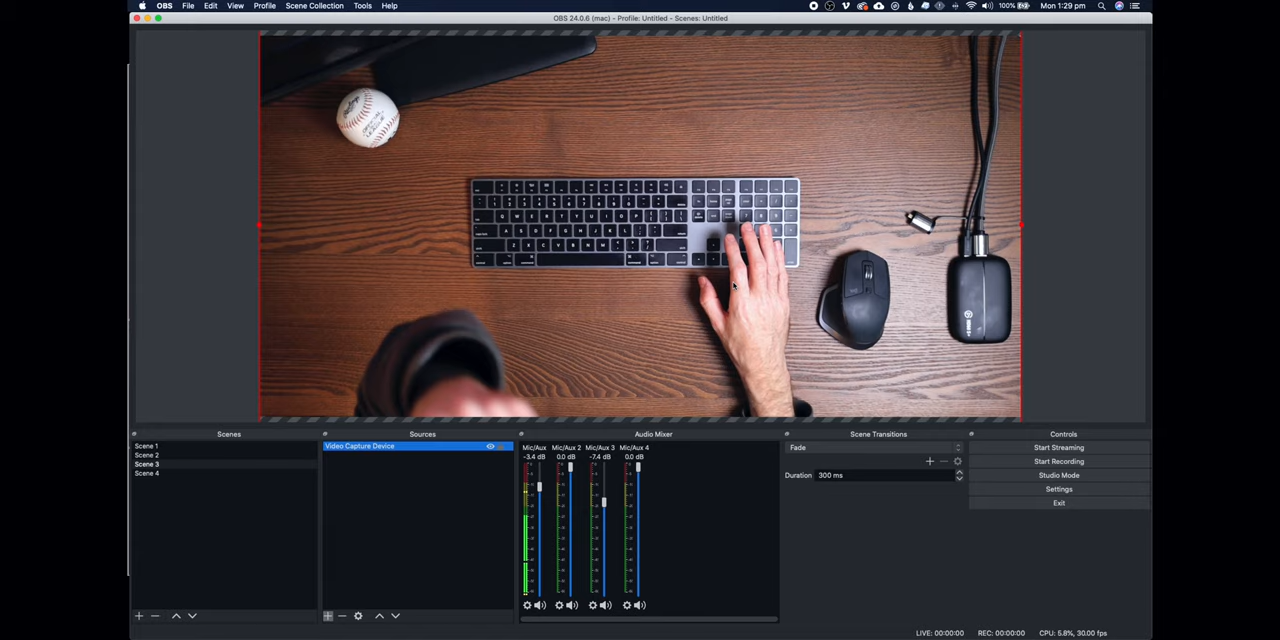 OBS File Edit View Profile Scene Collection Tools Help
100% Mon 1:29 pm
OBS 24.0.6 (mac) - Profile: Untitled - Scenes: Untitled
Rawlings
OFFICIAL
LEAGUE
Scenes Sources Audio Mixer Scene Transitions Controls
Scene 1
Scene 2
Scene 3
Scene 4
Video Capture Device
Mic/Aux Mic/Aux 2 Mic/Aux 3 Mic/Aux 4
-3.4 dB 0.0 dB -7.4 dB 0.0 dB
Fade
Duration 300 ms
Start Streaming
Start Recording
Studio Mode
Settings
Exit
LIVE: 00:00:00 REC: 00:00:00 CPU: 5.8%, 30.00 fps